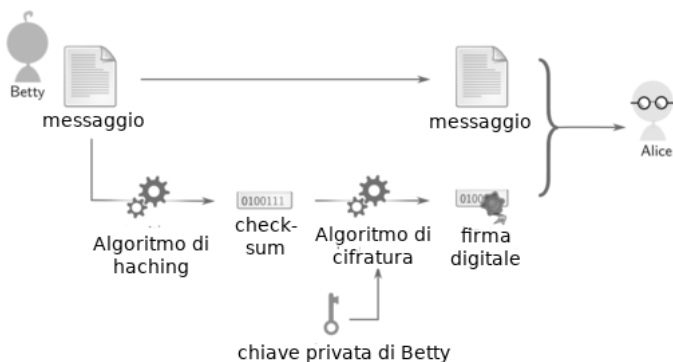 Betty
messaggio
messaggio
Alice
0100111
Algoritmo di
haching
check-
sum
Algoritmo di
cifratura
firma
digitale
chiave privata di Betty